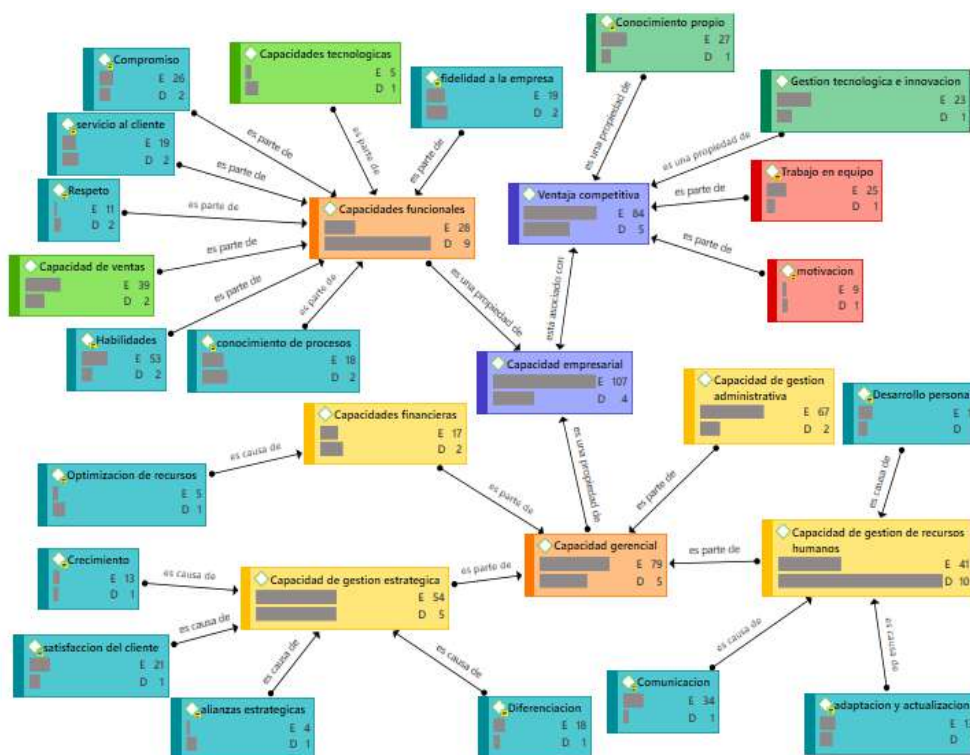 Conocimiento propio
E 27
D 1
Compromiso
E 26
D 2
Capacidades tecnologicas
E 5
D 1
fidelidad a la empresa
E 19
D 2
Gestion tecnologica e innovacion
E 23
D 1
servicio al cliente
E 19
D 2
es parte de
es parte de
es parte de
es parte de
es una propiedad de
es una propiedad de
Trabajo en equipo
E 25
D 1
Respeto
E 11
D 2
es parte de
Capacidades funcionales
E 28
D 9
Ventaja competitiva
E 84
D 5
es parte de
Capacidad de ventas
E 39
D 2
es parte de
es parte de
es parte de
es una propiedad de
esta asociado con
es parte de
motivacion
E 9
D 1
Habilidades
E 53
D 2
conocimiento de procesos
E 18
D 2
Capacidad empresarial
E 107
D 4
Capacidad de gestion
administrativa
E 67
D 2
Desarrollo persona
E
D
Capacidades financieras
E 17
D 2
es causa de
Optimizacion de recursos
E 5
D 1
es parte de
es una propiedad de
es parte de
es causa de
Capacidad gerencial
E 79
D 5
es parte de
Capacidad de gestion de recursos
humanos
E 41
D 10
Crecimiento
E 13
D 1
es causa de
Capacidad de gestion estrategica
E 54
D 5
es parte de
satisfaccion del cliente
E 21
D 1
es causa de
es causa de
es causa de
es causa de
es causa de
alianzas estrategicas
E 4
D 1
Diferenciacion
E 18
D 1
Comunicacion
E 34
D 1
adaptacion y actualizacion
E 1
D